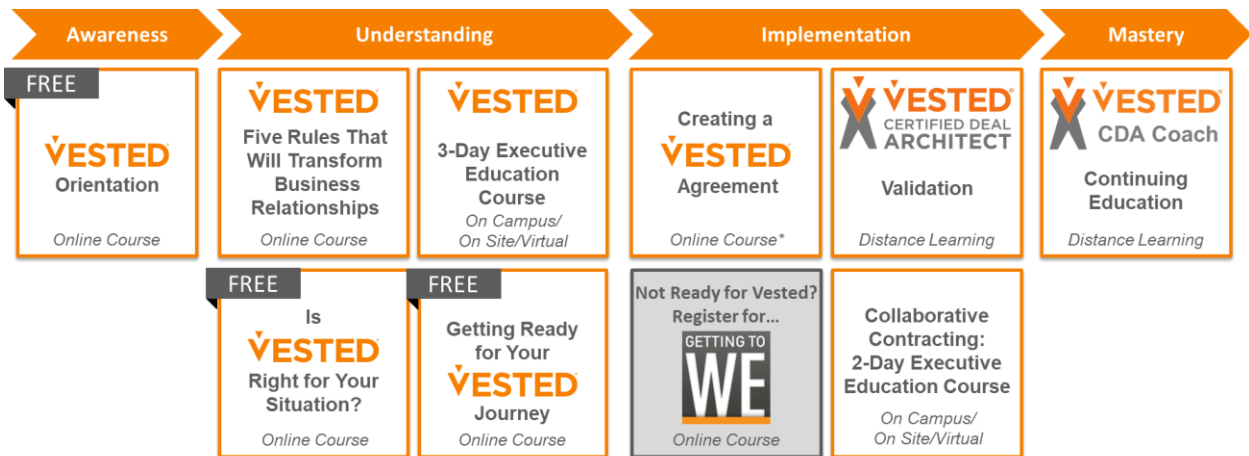 Awareness
Understanding
Implementation
Mastery
FREE
VESTED
Orientation
Online Course
VESTED®
Five Rules That
Will Transform
Business
Relationships
Online Course
VESTED®
3-Day Executive
Education
Course
On Campus/
On Site/Virtual
Creating a
VESTED®
Agreement
Online Course*
VESTED®
CERTIFIED DEAL
ARCHITECT
Validation
Distance Learning
VESTED®
CDA Coach
Continuing
Education
Distance Learning
FREE
Is
VESTED®
Right for Your
Situation?
Online Course
FREE
Getting Ready
for Your
VESTED®
Journey
Online Course
Not Ready for Vested?
Register for...
GETTING TO
WE
Online Course
Collaborative
Contracting:
2-Day Executive
Education Course
On Campus/
On Site/Virtual